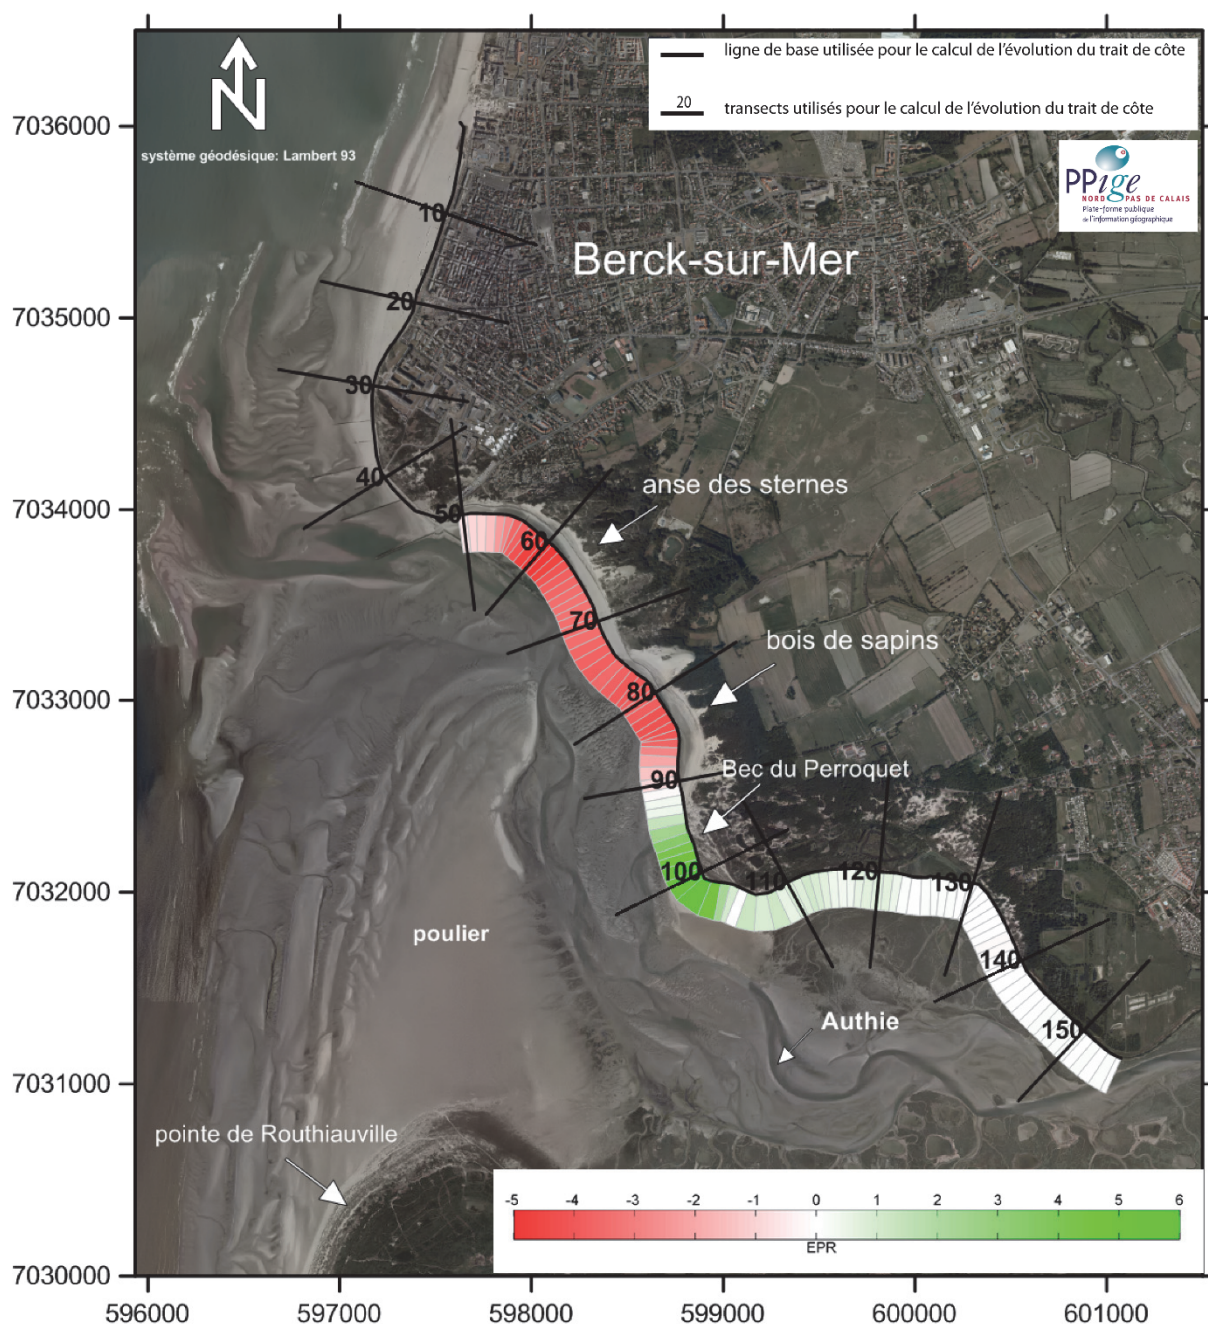 ligne de base utilisée pour le calcul de l'évolution du trait de côte
20
transects utilisés pour le calcul de l'évolution du trait de côte
N
système géodésique: Lambert 93
PPige
NORD PAS DE CALAIS
Plate-forme publique
de l'information géographique
7036000
7035000
7034000
7033000
7032000
7031000
7030000
10
Berck-sur-Mer
20
30
40
anse des sternes
50
60
70
bois de sapins
80
Bec du Perroquet
90
100
110
120
130
poulier
140
Authie
150
pointe de Routhiauville
-5 -4 -3 -2 -1 0 1 2 3 4 5 6
EPR
596000 597000 598000 599000 600000 601000